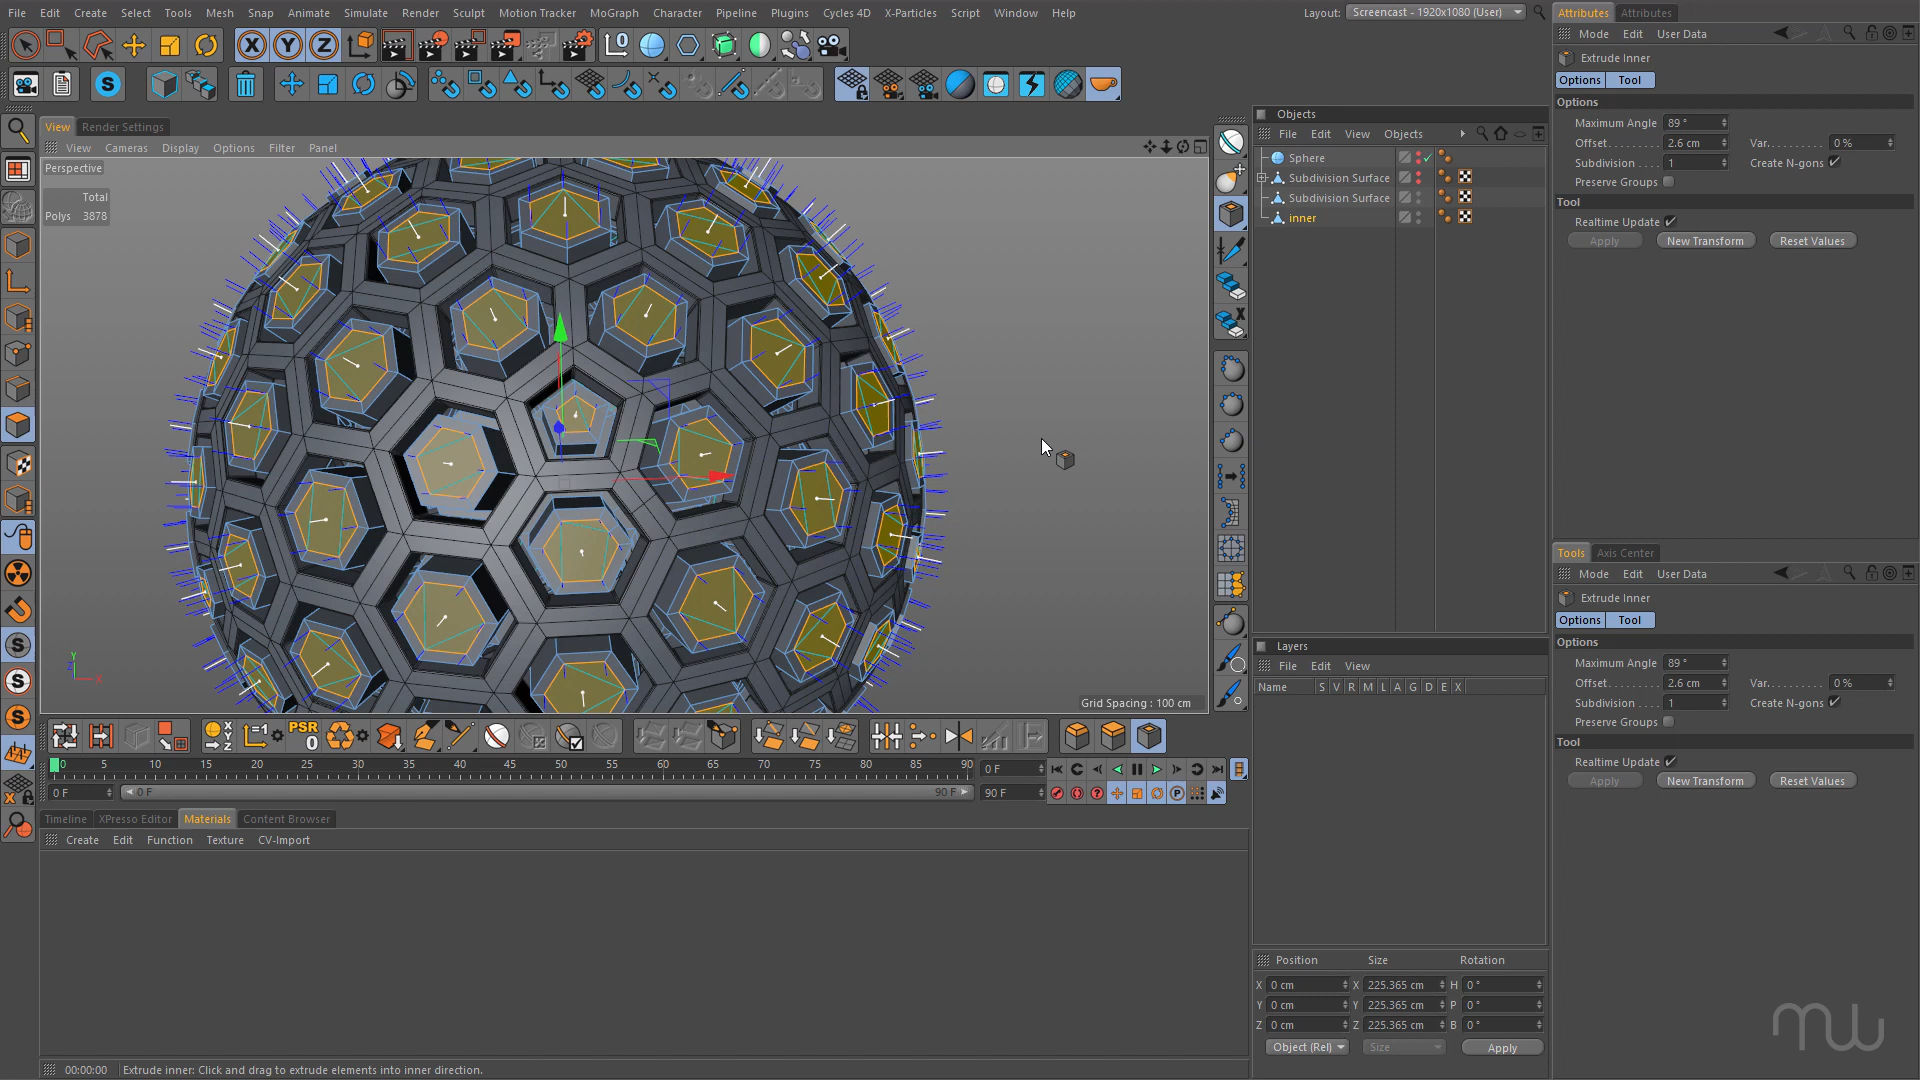 File Edit Create Select Tools Mesh Snap Animate Simulate Render Sculpt Motion Tracker MoGraph Character Pipeline Plugins Cycles 4D X-Particles Script Window Help
Layout: Screencast - 1920x1080 (User)
Attributes Attributes
Mode Edit User Data
Extrude Inner
Options Tool
Options
Maximum Angle 89 °
Offset 2.6 cm Var. 0 %
Subdivision 1 Create N-gons
Preserve Groups
Tool
Realtime Update
Apply New Transform Reset Values
View Render Settings
View Cameras Display Options Filter Panel
Perspective
Total
Polys 3878
Grid Spacing : 100 cm
Objects
File Edit View Objects
Sphere
Subdivision Surface
Subdivision Surface
inner
Layers
File Edit View
Name S V R M L A G D E X
Tools Axis Center
Mode Edit User Data
Extrude Inner
Options Tool
Options
Maximum Angle 89 °
Offset 2.6 cm Var. 0 %
Subdivision 1 Create N-gons
Preserve Groups
Tool
Realtime Update
Apply New Transform Reset Values
PSR
0
0 5 10 15 20 25 30 35 40 45 50 55 60 65 70 75 80 85 90
0 F
0 F 0 F 90 F 90 F
Timeline XPresso Editor Materials Content Browser
Create Edit Function Texture CV-Import
Position Size Rotation
X 0 cm X 225.365 cm H 0 °
Y 0 cm Y 225.365 cm P 0 °
Z 0 cm Z 225.365 cm B 0 °
Object (Rel) Size Apply
00:00:00 Extrude inner: Click and drag to extrude elements into inner direction.
mw